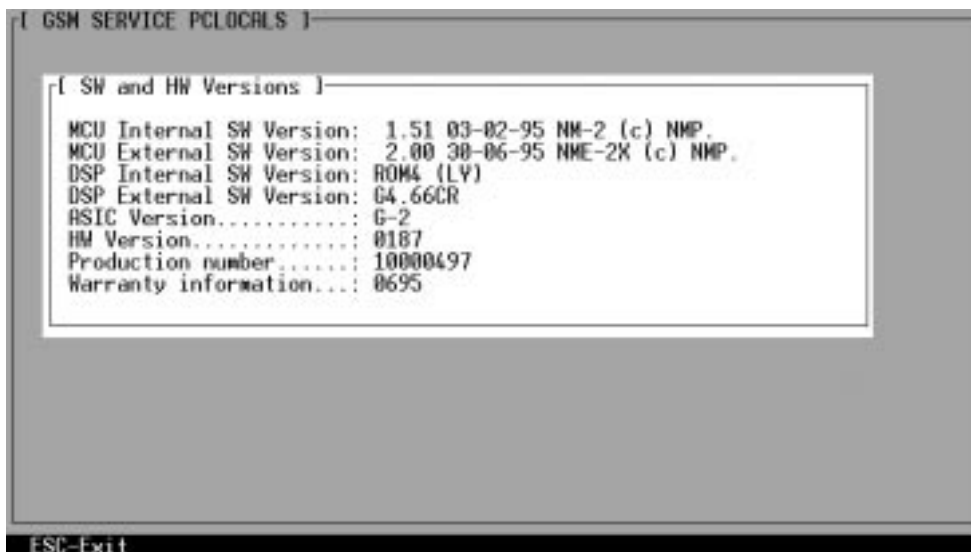 [ GSM SERVICE PCLOCALS ]
[ SW and HW Versions ]
MCU Internal SW Version: 1.51 03-02-95 NM-2 (c) NMP.
MCU External SW Version: 2.00 30-06-95 NME-2X (c) NMP.
DSP Internal SW Version: ROM4 (LY)
DSP External SW Version: G4.66CR
ASIC Version...........: G-2
HW Version.............: 0187
Production number......: 10000497
Warranty information...: 0695
ESC-Exit